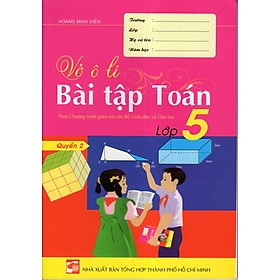 HOÀNG MINH DIỄN
Trường
Lớp
Họ và tên
Năm học
Vở ô li
Bài tập Toán
Theo Chương trình giảm tải của Bộ Giáo dục và Đào tạo
Lớp 5
Quyển 2
NHÀ XUẤT BẢN TỔNG HỢP THÀNH PHỐ HỒ CHÍ MINH